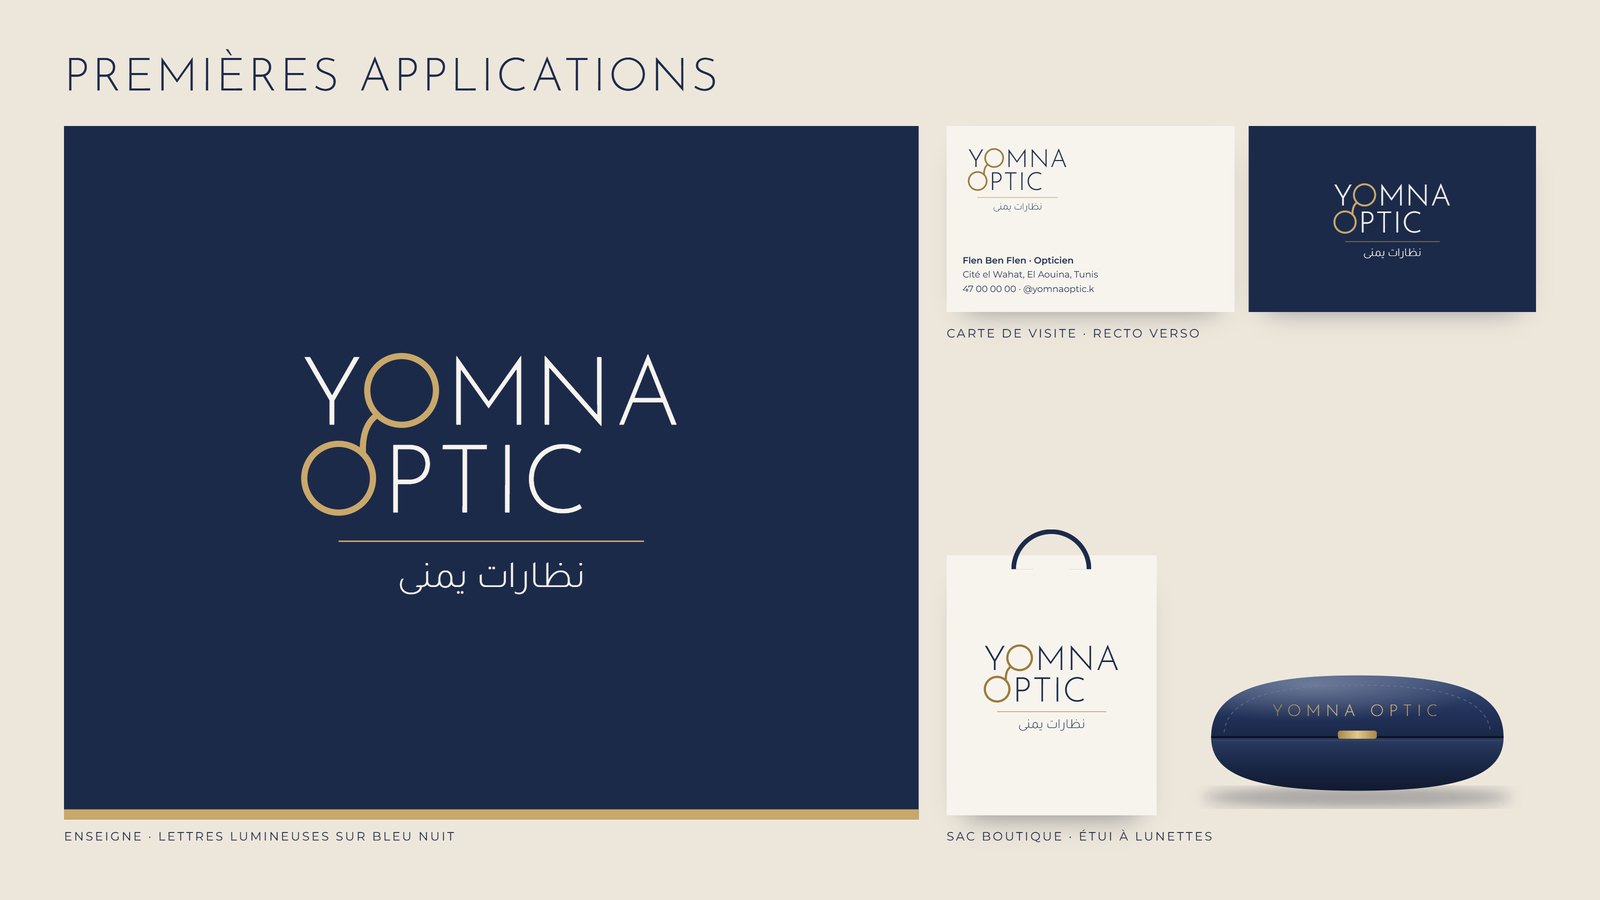 PREMIÈRES APPLICATIONS
YOMNA
OPTIC
نظارات يمنى
ENSEIGNE · LETTRES LUMINEUSES SUR BLEU NUIT
YOMNA
OPTIC
نظارات يمنى
Flen Ben Flen · Opticien
Cité el Wahat, El Aouina, Tunis
47 00 00 00 · @yomnaoptic.k
YOMNA
OPTIC
نظارات يمنى
CARTE DE VISITE · RECTO VERSO
YOMNA
OPTIC
نظارات يمنى
YOMNA OPTIC
SAC BOUTIQUE · ÉTUI À LUNETTES